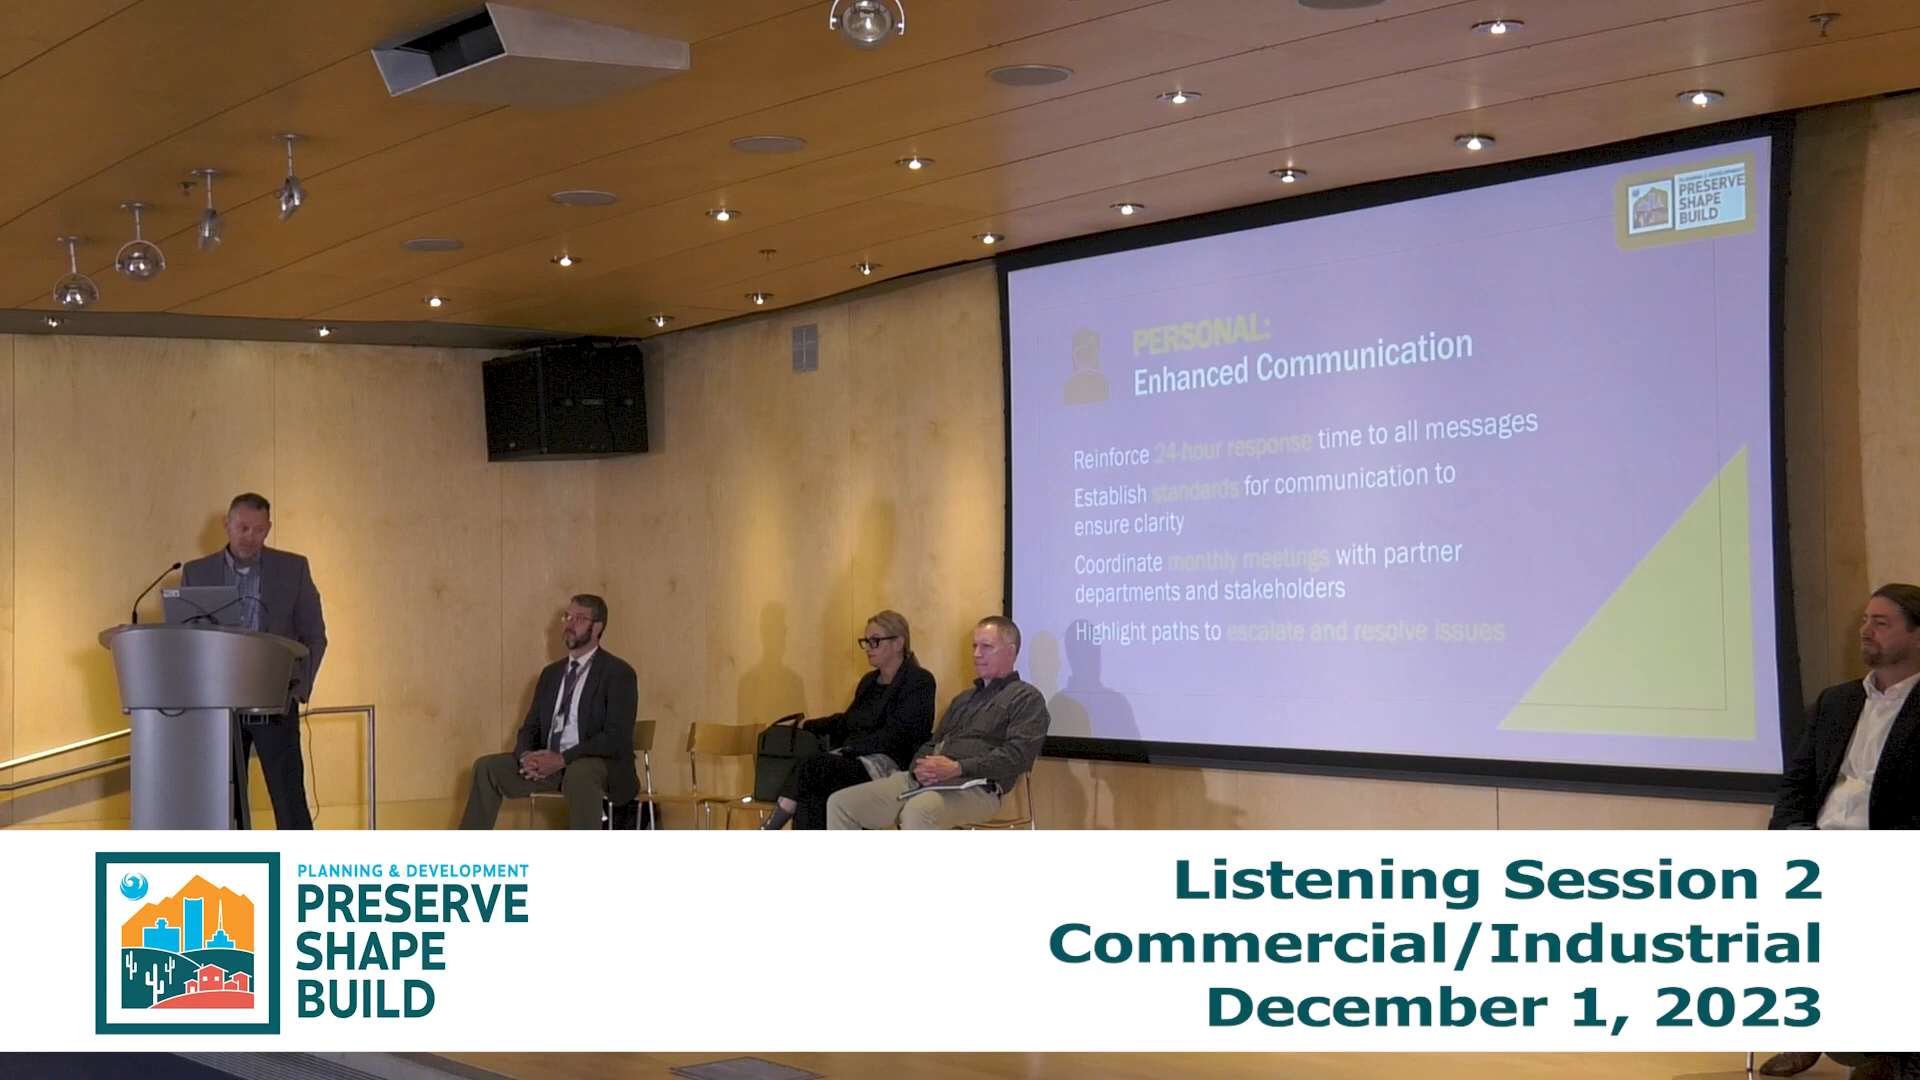 PLANNING & DEVELOPMENT
PRESERVE
SHAPE
BUILD
PERSONAL:
Enhanced Communication
Reinforce 24-hour response time to all messages
Establish standards for communication to
ensure clarity
Coordinate monthly meetings with partner
departments and stakeholders
Highlight paths to escalate and resolve issues
PLANNING & DEVELOPMENT
PRESERVE
SHAPE
BUILD
Listening Session 2
Commercial/Industrial
December 1, 2023